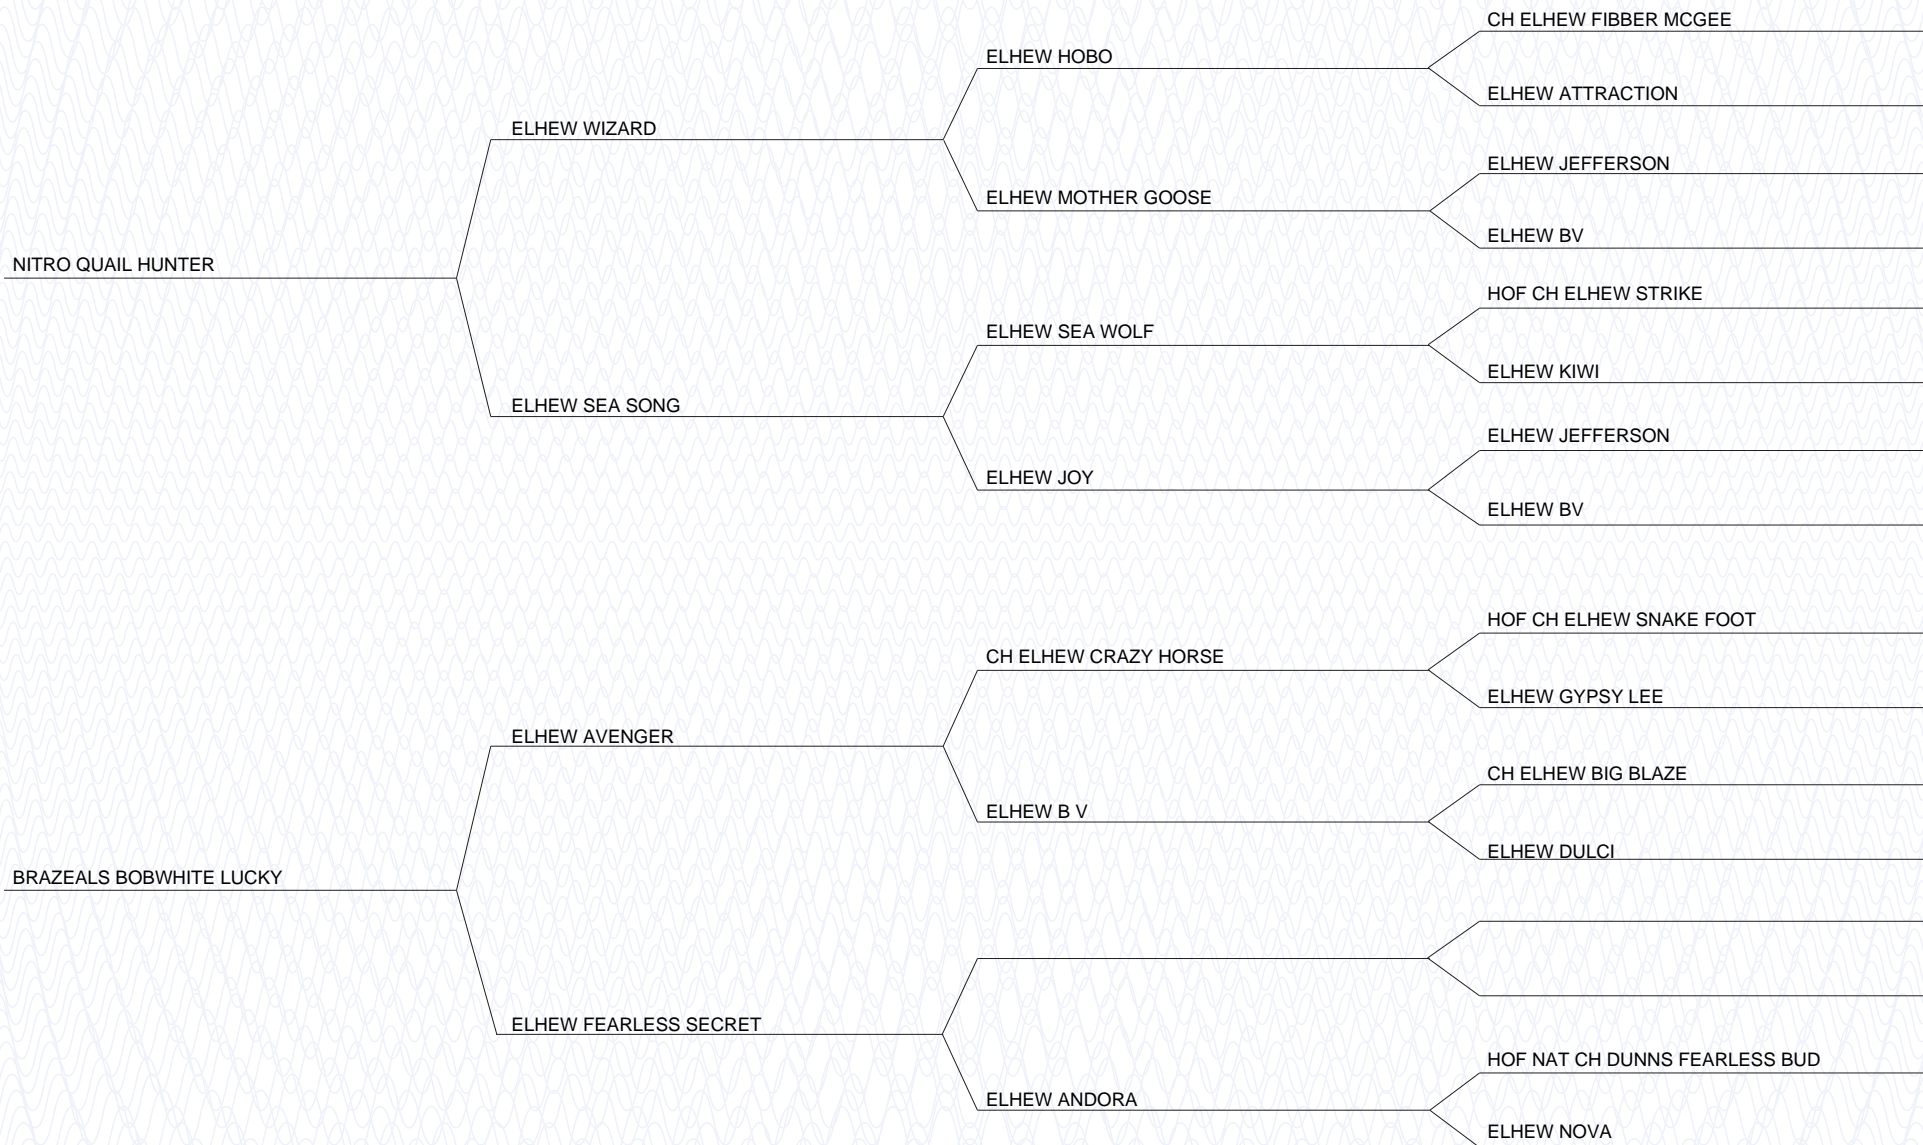 CH ELHEW FIBBER MCGEE
ELHEW HOBO
ELHEW ATTRACTION
ELHEW WIZARD
ELHEW JEFFERSON
ELHEW MOTHER GOOSE
ELHEW BV
NITRO QUAIL HUNTER
HOF CH ELHEW STRIKE
ELHEW SEA WOLF
ELHEW KIWI
ELHEW SEA SONG
ELHEW JEFFERSON
ELHEW JOY
ELHEW BV
HOF CH ELHEW SNAKE FOOT
CH ELHEW CRAZY HORSE
ELHEW GYPSY LEE
ELHEW AVENGER
CH ELHEW BIG BLAZE
ELHEW B V
ELHEW DULCI
BRAZEALS BOBWHITE LUCKY
ELHEW FEARLESS SECRET
HOF NAT CH DUNNS FEARLESS BUD
ELHEW ANDORA
ELHEW NOVA